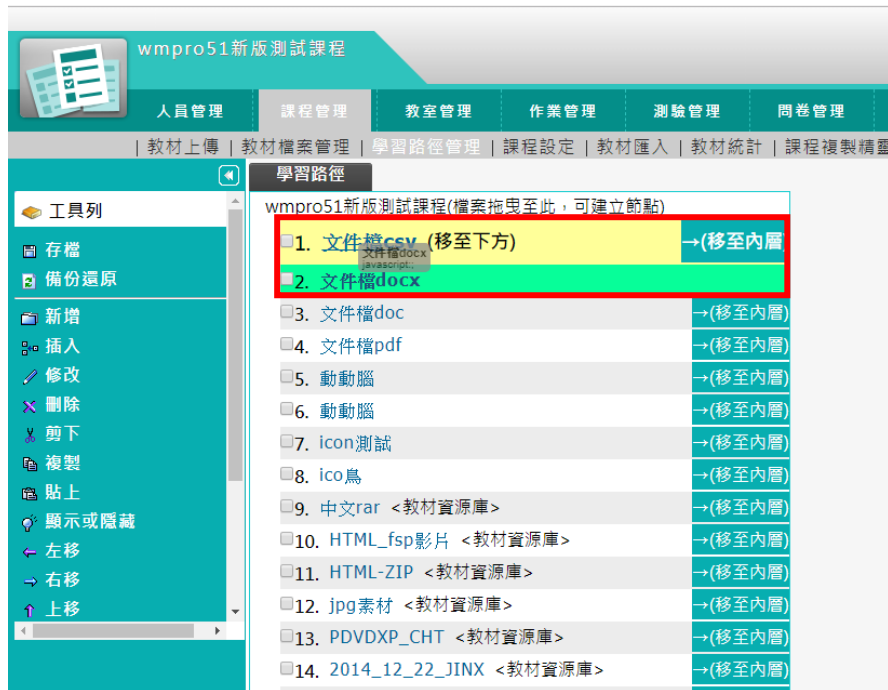 wmpro51新版測試課程
人員管理 課程管理 教室管理 作業管理 測驗管理 問卷管理
| 教材上傳 | 教材檔案管理 | 學習路徑管理 | 課程設定 | 教材匯入 | 教材統計 | 課程複製精靈
工具列
存檔
備份還原
新增
插入
修改
刪除
剪下
複製
貼上
顯示或隱藏
左移
右移
上移
學習路徑
wmpro51新版測試課程(檔案拖曳至此，可建立節點)
1. 文件檔csv (移至下方) →(移至內層)
文件檔docx
javascript:;
2. 文件檔docx
3. 文件檔doc →(移至內層)
4. 文件檔pdf →(移至內層)
5. 動動腦 →(移至內層)
6. 動動腦 →(移至內層)
7. icon測試 →(移至內層)
8. ico鳥 →(移至內層)
9. 中文rar <教材資源庫> →(移至內層)
10. HTML_fsp影片 <教材資源庫> →(移至內層)
11. HTML-ZIP <教材資源庫> →(移至內層)
12. jpg素材 <教材資源庫> →(移至內層)
13. PDVDXP_CHT <教材資源庫> →(移至內層)
14. 2014_12_22_JINX <教材資源庫> →(移至內層)